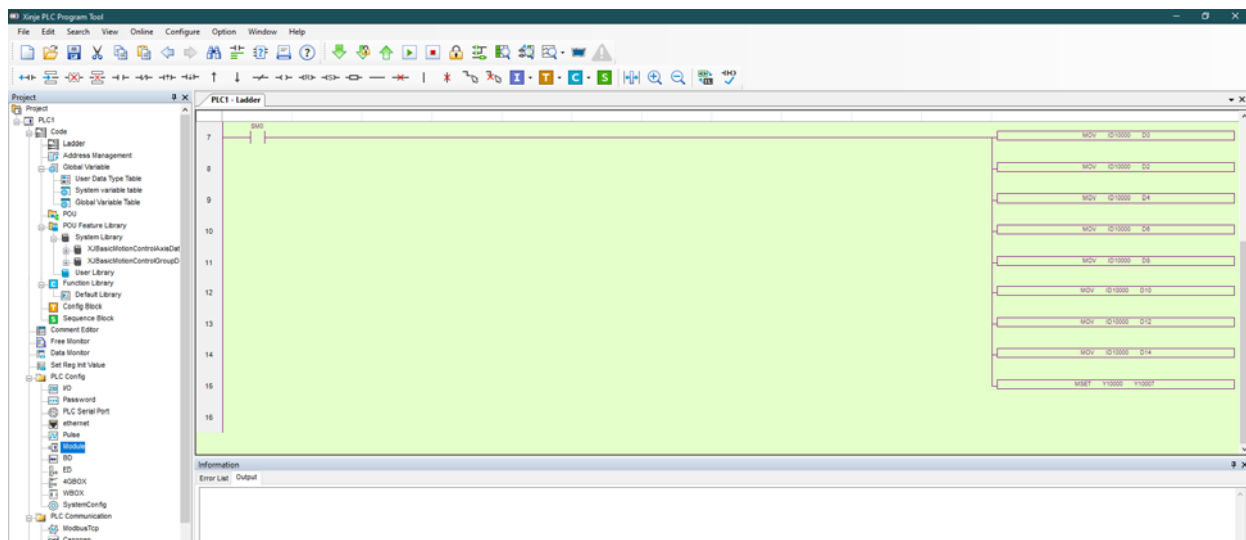 Xinje PLC Program Tool
File Edit Search View Online Configure Option Window Help
Project
PLC1 - Ladder
Project
PLC1
Code
Ladder
Address Management
Global Variable
User Data Type Table
System variable table
Global Variable Table
POU
POU Feature Library
System Library
XJBasicMotionControlAxisDat
XJBasicMotionControlGroupD
User Library
Function Library
Default Library
Config Block
Sequence Block
Comment Editor
Free Monitor
Data Monitor
Set Reg Init Value
PLC Config
I/O
Password
PLC Serial Port
ethernet
Pulse
Module
BD
ED
4GBOX
WBOX
SystemConfig
PLC Communication
ModbusTcp
7 SM0 MOV ID10000 D0
8 MOV ID10000 D2
9 MOV ID10000 D4
10 MOV ID10000 D6
11 MOV ID10000 D8
12 MOV ID10000 D10
13 MOV ID10000 D12
14 MOV ID10000 D14
15 MSET Y10000 Y10007
16
Information
Error List Output